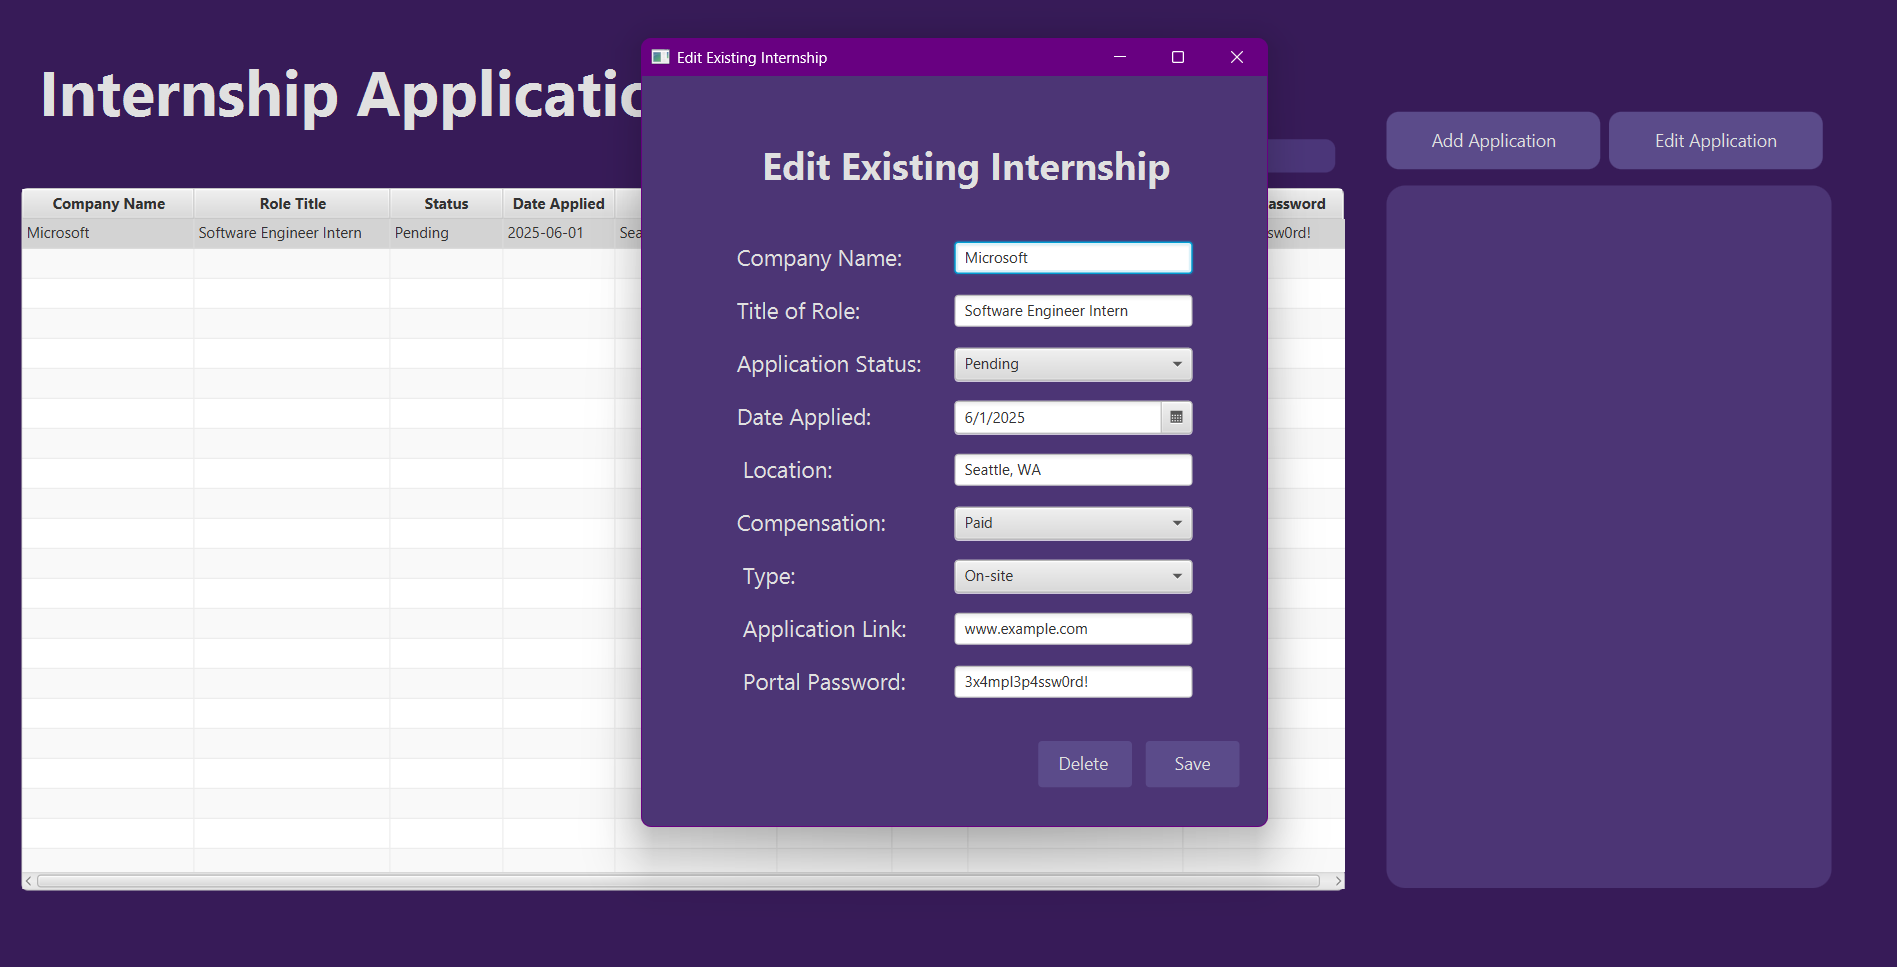 Edit Existing Internship
Internship Applicatio
Add Application
Edit Application
Edit Existing Internship
Company Name Role Title Status Date Applied assword
Microsoft Software Engineer Intern Pending 2025-06-01 Sea sw0rd!
Company Name: Microsoft
Title of Role: Software Engineer Intern
Application Status: Pending
Date Applied: 6/1/2025
Location: Seattle, WA
Compensation: Paid
Type: On-site
Application Link: www.example.com
Portal Password: 3x4mpl3p4ssw0rd!
Delete Save